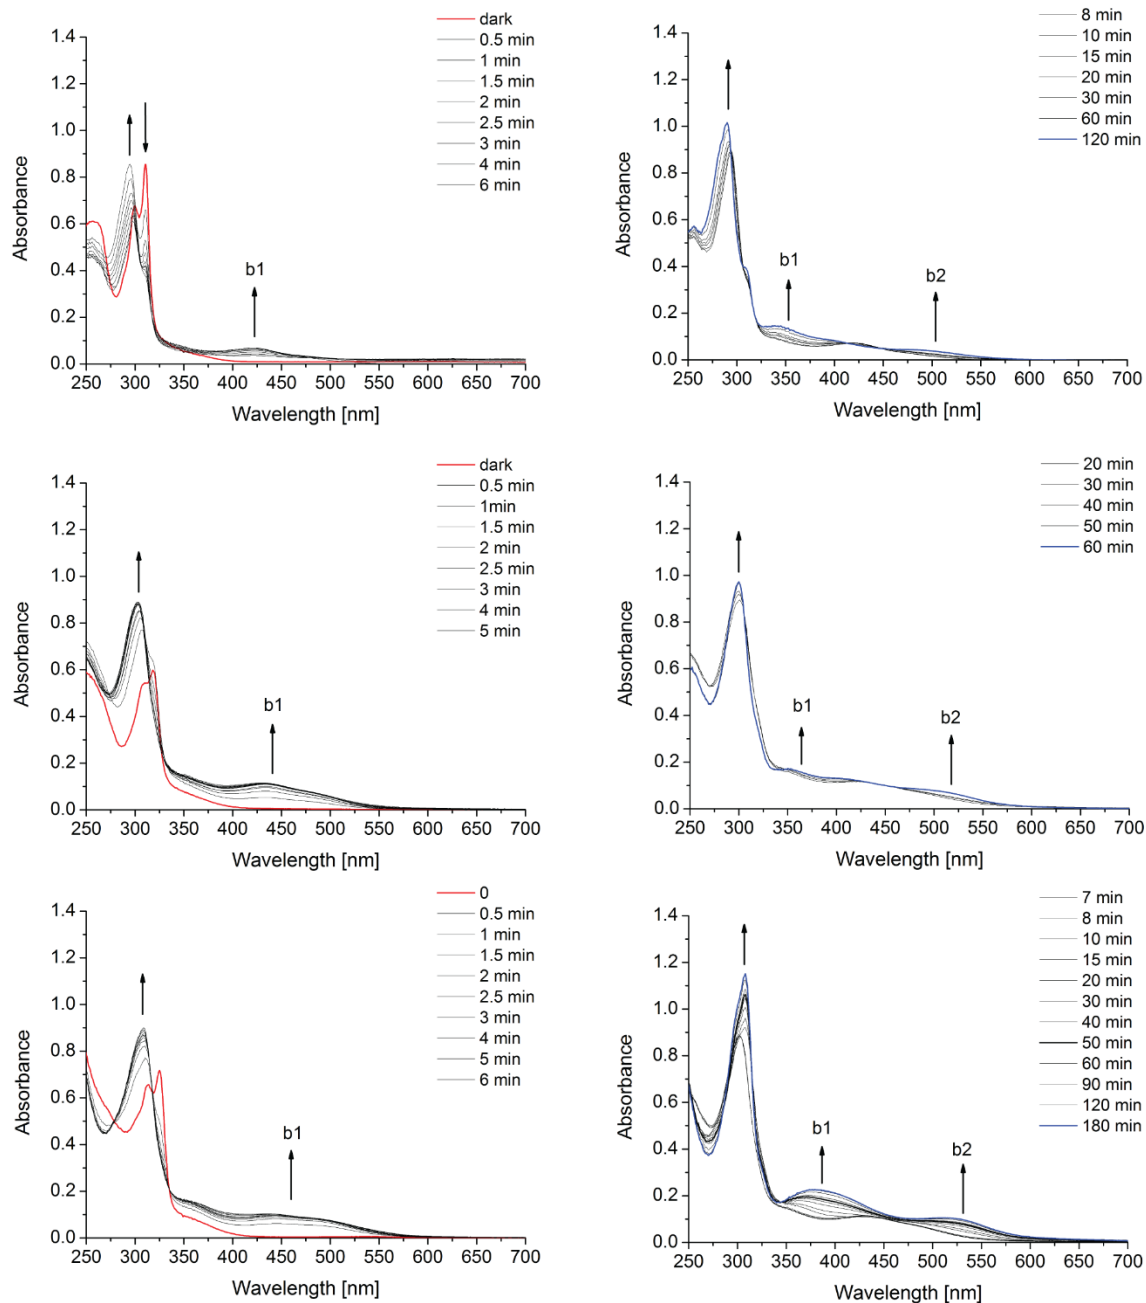 dark
0.5 min
1 min
1.5 min
2 min
2.5 min
3 min
4 min
6 min
1.4
1.2
1.0
0.8
0.6
0.4
0.2
0.0
Absorbance
b1
250 300 350 400 450 500 550 600 650 700
Wavelength [nm]
8 min
10 min
15 min
20 min
30 min
60 min
120 min
1.4
1.2
1.0
0.8
0.6
0.4
0.2
0.0
Absorbance
b1
b2
250 300 350 400 450 500 550 600 650 700
Wavelength [nm]
dark
0.5 min
1min
1.5 min
2 min
2.5 min
3 min
4 min
5 min
1.4
1.2
1.0
0.8
0.6
0.4
0.2
0.0
Absorbance
b1
250 300 350 400 450 500 550 600 650 700
Wavelength [nm]
20 min
30 min
40 min
50 min
60 min
1.4
1.2
1.0
0.8
0.6
0.4
0.2
0.0
Absorbance
b1
b2
250 300 350 400 450 500 550 600 650 700
Wavelength [nm]
0
0.5 min
1 min
1.5 min
2 min
2.5 min
3 min
4 min
5 min
6 min
1.4
1.2
1.0
0.8
0.6
0.4
0.2
0.0
Absorbance
b1
250 300 350 400 450 500 550 600 650 700
Wavelength [nm]
7 min
8 min
10 min
15 min
20 min
30 min
40 min
50 min
60 min
90 min
120 min
180 min
1.4
1.2
1.0
0.8
0.6
0.4
0.2
0.0
Absorbance
b1
b2
250 300 350 400 450 500 550 600 650 700
Wavelength [nm]